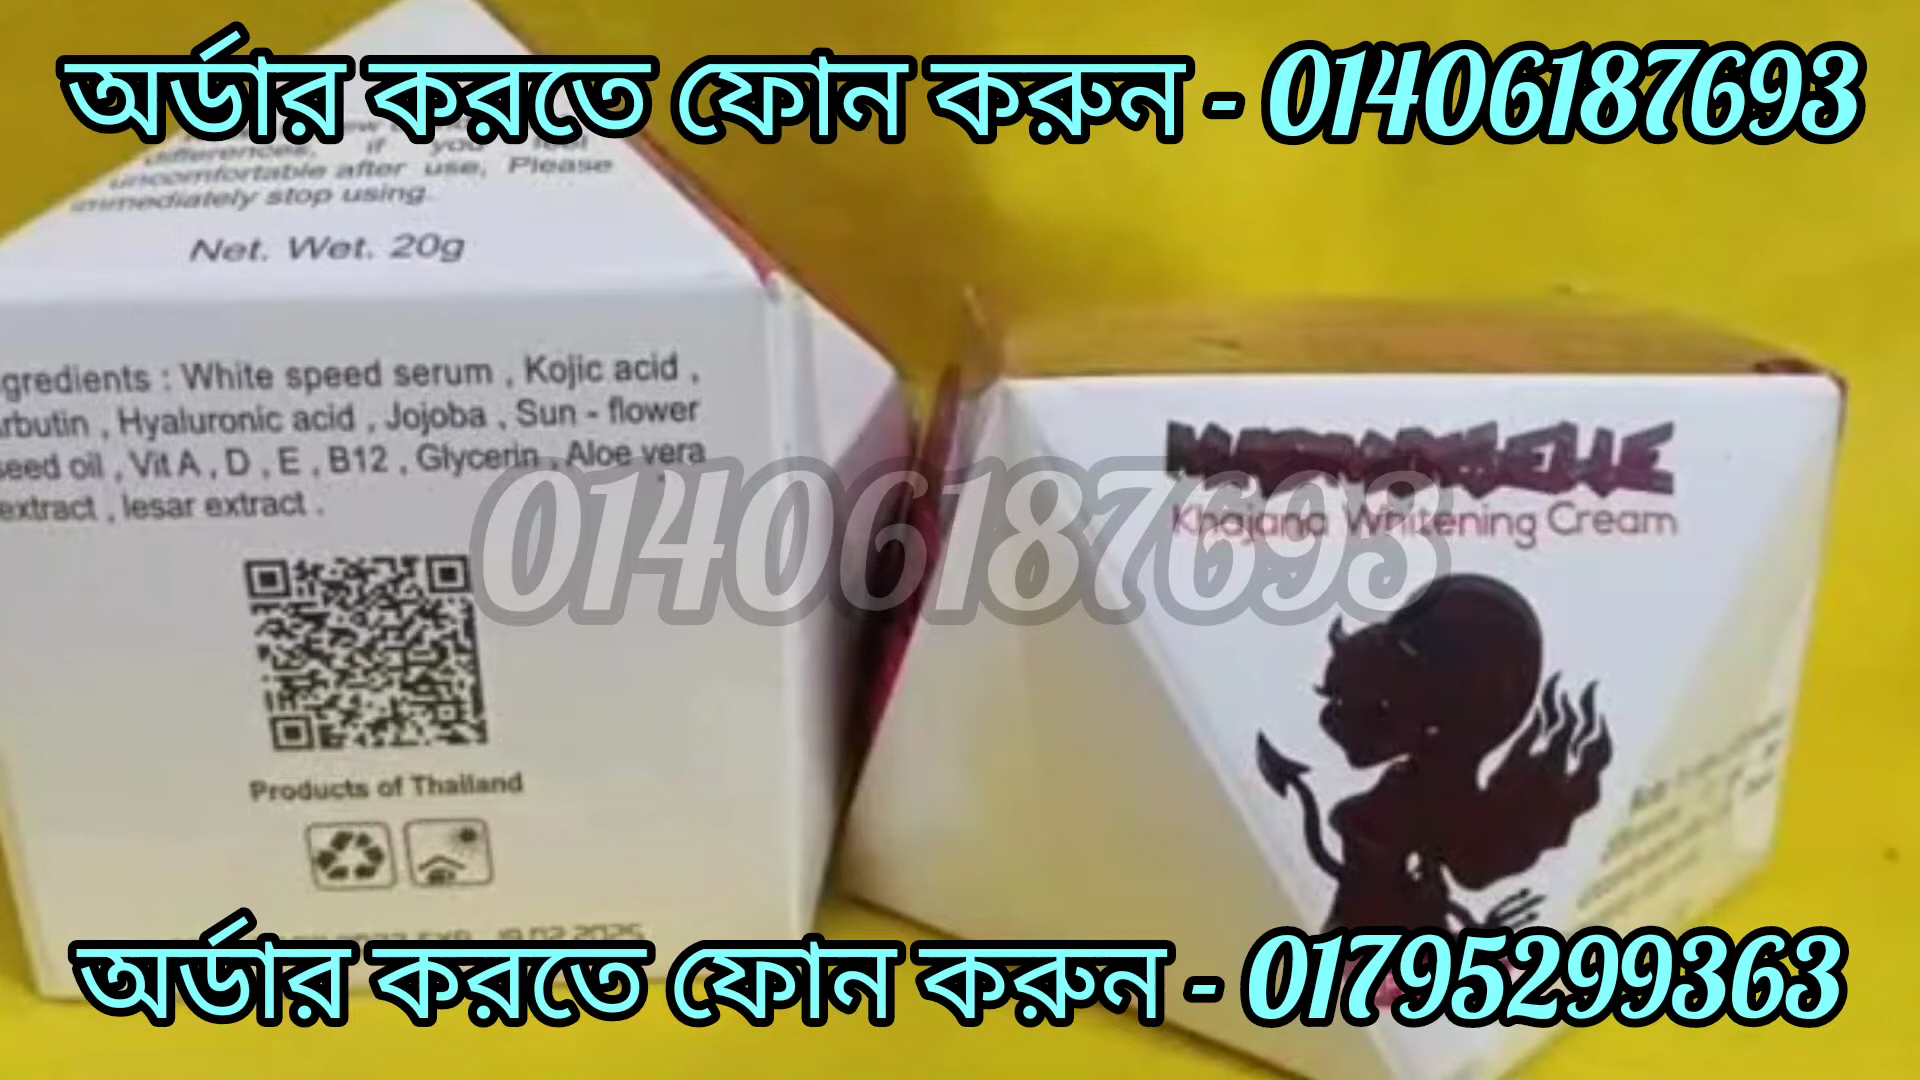 অর্ডার করতে ফোন করুন - 01406187693
uncomfortable after use, Please
immediately stop using.
Net. Wet. 20g
gredients : White speed serum , Kojic acid ,
rbutin , Hyaluronic acid , Jojoba , Sun - flower
seed oil , Vit A , D , E , B12 , Glycerin , Aloe vera
extract , lesar extract .
01406187693
Khajana Whitening Cream
Products of Thailand
অর্ডার করতে ফোন করুন - 01795299363